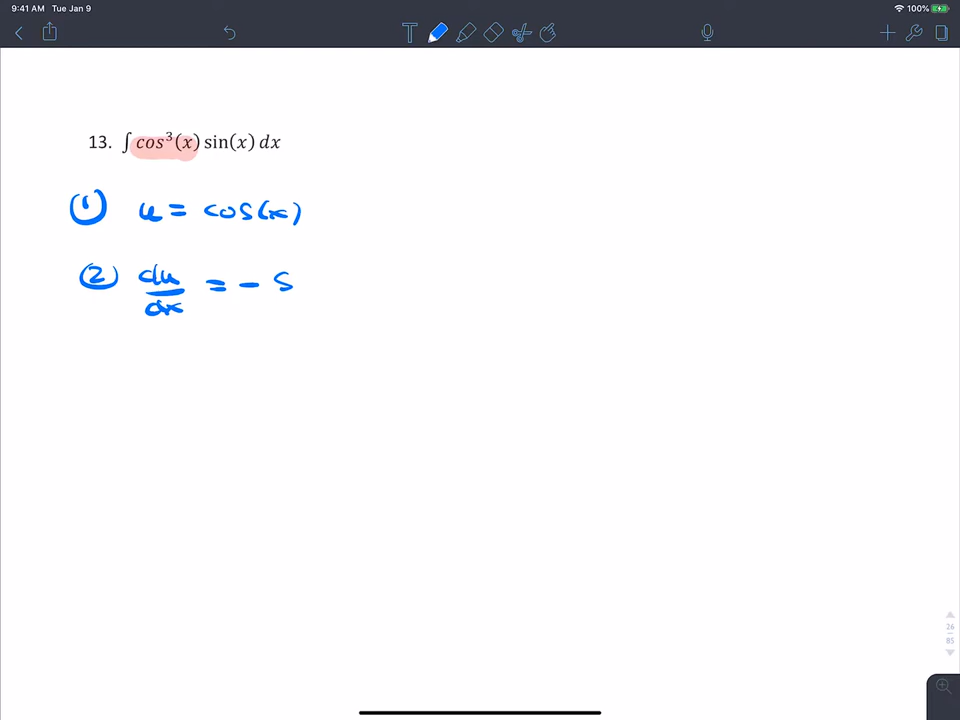 9:41 AM Tue Jan 9
100%
T
13. ∫ cos³(x) sin(x) dx
① u = cos(x)
② du/dx = - s
26
85